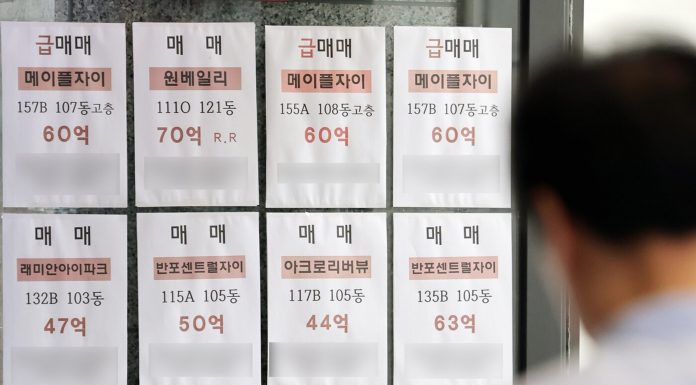 급매매
메이플자이
157B 107동고층
60억
매 매
원베일리
111O 121동
70억 R.R
급매매
메이플자이
155A 108동고층
60억
급매매
메이플자이
157B 107동고층
60억
매 매
래미안아이파크
132B 103동
47억
매 매
반포센트럴자이
115A 105동
50억
매 매
아크로리버뷰
117B 105동
44억
매 매
반포센트럴자이
135B 105동
63억